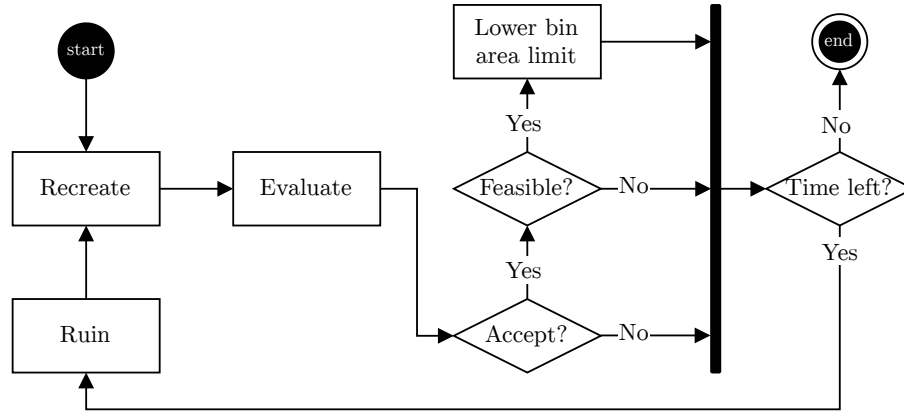 start
Lower bin
area limit
end
Yes
No
Recreate
Evaluate
Feasible?
No
Time left?
Yes
Yes
Ruin
Accept?
No